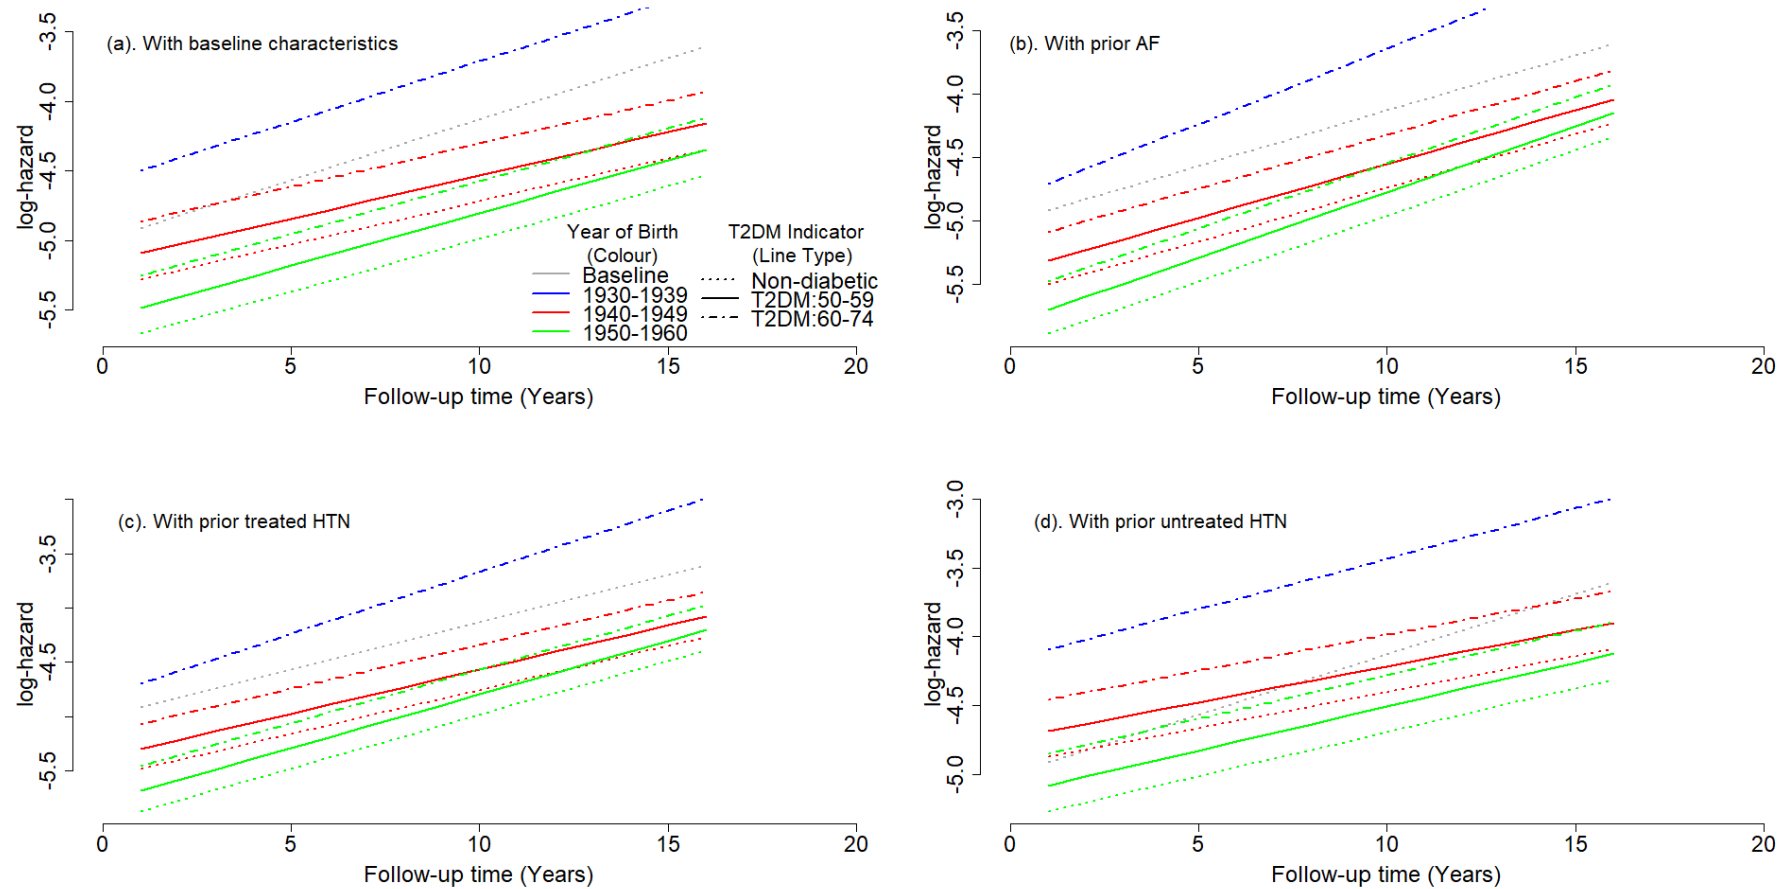 (a). With baseline characteristics
log-hazard
-3.5
-4.0
-4.5
-5.0
-5.5
Year of Birth
(Colour)
Baseline
1930-1939
1940-1949
1950-1960
T2DM Indicator
(Line Type)
Non-diabetic
T2DM:50-59
T2DM:60-74
0 5 10 15 20
Follow-up time (Years)
(b). With prior AF
log-hazard
-3.5
-4.0
-4.5
-5.0
-5.5
0 5 10 15 20
Follow-up time (Years)
(c). With prior treated HTN
log-hazard
-3.5
-4.5
-5.5
0 5 10 15 20
Follow-up time (Years)
(d). With prior untreated HTN
log-hazard
-3.0
-3.5
-4.0
-4.5
-5.0
0 5 10 15 20
Follow-up time (Years)